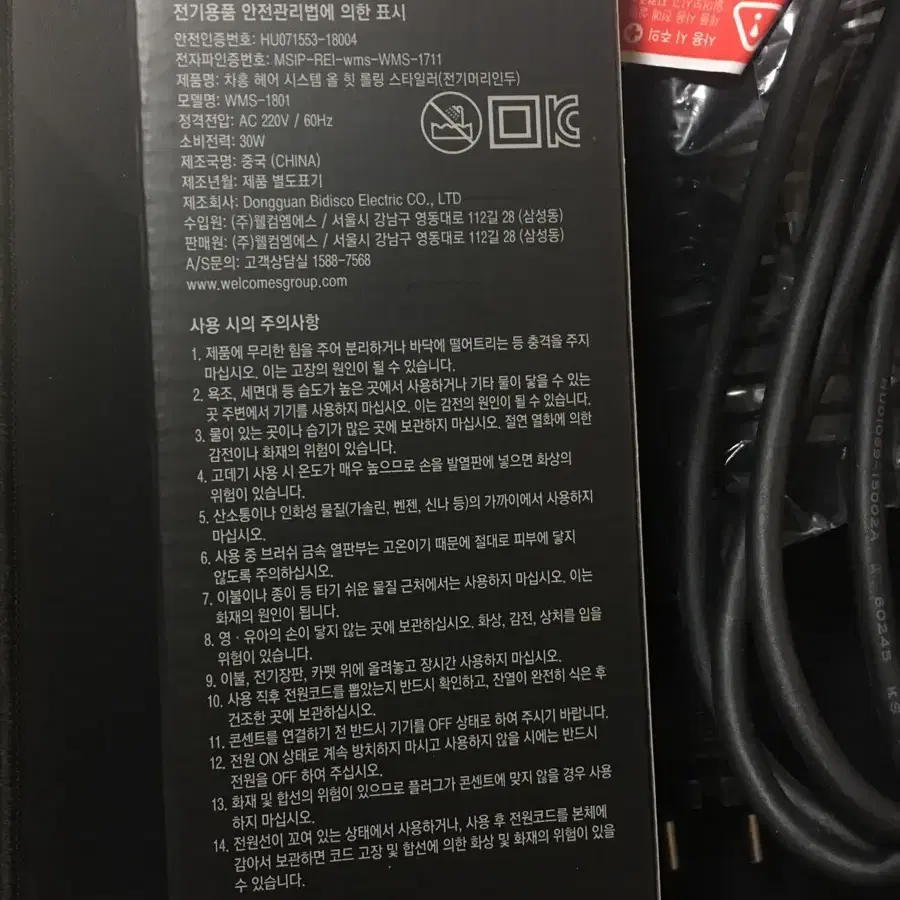 전기용품 안전관리법에 의한 표시
안전인증번호: HU071553-18004
전자파인증번호: MSIP-REI-wms-WMS-1711
제품명: 차홍 헤어 시스템 올 힛 롤링 스타일러(전기머리인두)
모델명: WMS-1801
정격전압: AC 220V / 60Hz
소비전력: 30W
제조국명: 중국 (CHINA)
제조년월: 제품 별도표기
제조회사: Dongguan Bidisco Electric CO., LTD
수입원: (주)웰컴엠에스 / 서울시 강남구 영동대로 112길 28 (삼성동)
판매원: (주)웰컴엠에스 / 서울시 강남구 영동대로 112길 28 (삼성동)
A/S문의: 고객상담실 1588-7568
www.welcomesgroup.com
사용 시의 주의사항
1. 제품에 무리한 힘을 주어 분리하거나 바닥에 떨어트리는 등 충격을 주지
마십시오. 이는 고장의 원인이 될 수 있습니다.
2. 욕조, 세면대 등 습도가 높은 곳에서 사용하거나 기타 물이 닿을 수 있는
곳 주변에서 기기를 사용하지 마십시오. 이는 감전의 원인이 될 수 있습니다.
3. 물이 있는 곳이나 습기가 많은 곳에 보관하지 마십시오. 절연 열화에 의한
감전이나 화재의 위험이 있습니다.
4. 고데기 사용 시 온도가 매우 높으므로 손을 발열판에 넣으면 화상의
위험이 있습니다.
5. 산소통이나 인화성 물질(가솔린, 벤젠, 신나 등)의 가까이에서 사용하지
마십시오.
6. 사용 중 브러쉬 금속 열판부는 고온이기 때문에 절대로 피부에 닿지
않도록 주의하십시오.
7. 이불이나 종이 등 타기 쉬운 물질 근처에서는 사용하지 마십시오. 이는
화재의 원인이 됩니다.
8. 영·유아의 손이 닿지 않는 곳에 보관하십시오. 화상, 감전, 상처를 입을
위험이 있습니다.
9. 이불, 전기장판, 카펫 위에 올려놓고 장시간 사용하지 마십시오.
10. 사용 직후 전원코드를 뽑았는지 반드시 확인하고, 잔열이 완전히 식은 후
건조한 곳에 보관하십시오.
11. 콘센트를 연결하기 전 반드시 기기를 OFF 상태로 하여 주시기 바랍니다.
12. 전원 ON 상태로 계속 방치하지 마시고 사용하지 않을 시에는 반드시
전원을 OFF 하여 주십시오.
13. 화재 및 합선의 위험이 있으므로 플러그가 콘센트에 맞지 않을 경우 사용
하지 마십시오.
14. 전원선이 꼬여 있는 상태에서 사용하거나, 사용 후 전원코드를 본체에
감아서 보관하면 코드 고장 및 합선에 의한 화상 및 화재의 위험이 있을
수 있습니다.
사용 시 주의
60245 KS